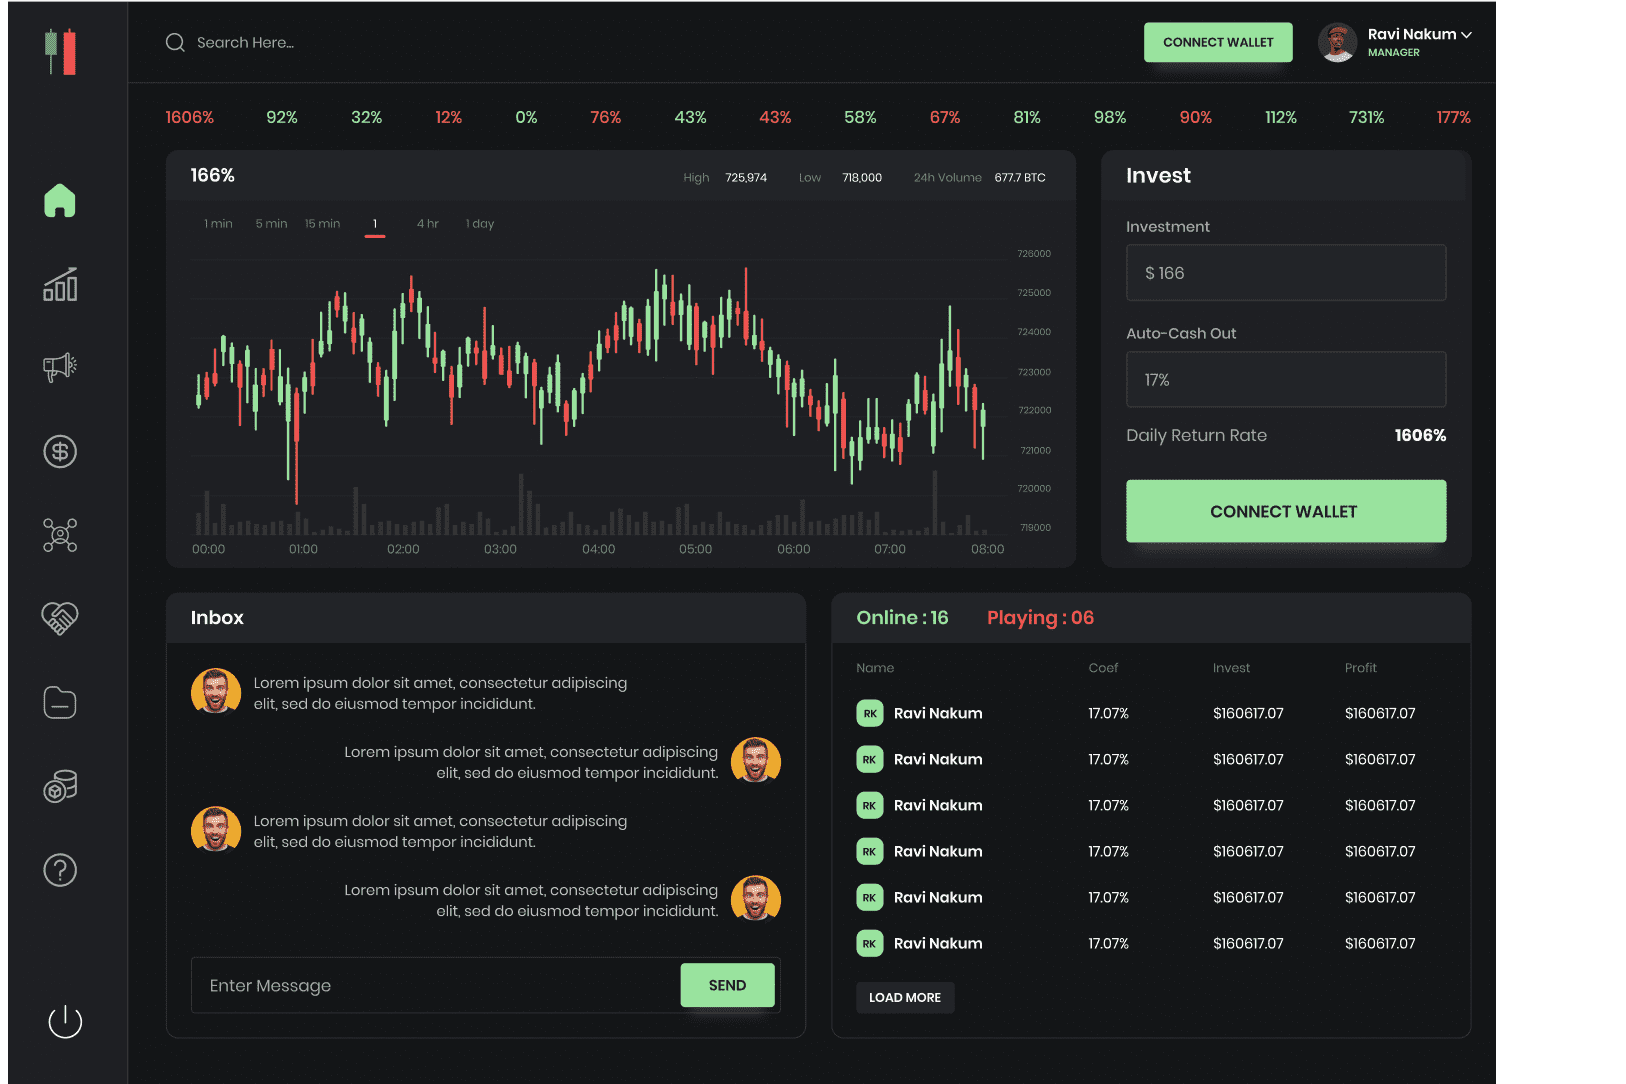 Search Here...
CONNECT WALLET
Ravi Nakum
MANAGER
1606% 92% 32% 12% 0% 76% 43% 43% 58% 67% 81% 98% 90% 112% 731% 177%
166%
High 725,974 Low 718,000 24h Volume 677.7 BTC
1 min 5 min 15 min 1 4 hr 1 day
726000
725000
724000
723000
722000
721000
720000
719000
00:00 01:00 02:00 03:00 04:00 05:00 06:00 07:00 08:00
Invest
Investment
$ 166
Auto-Cash Out
17%
Daily Return Rate 1606%
CONNECT WALLET
Inbox
Lorem ipsum dolor sit amet, consectetur adipiscing
elit, sed do eiusmod tempor incididunt.
Lorem ipsum dolor sit amet, consectetur adipiscing
elit, sed do eiusmod tempor incididunt.
Lorem ipsum dolor sit amet, consectetur adipiscing
elit, sed do eiusmod tempor incididunt.
Lorem ipsum dolor sit amet, consectetur adipiscing
elit, sed do eiusmod tempor incididunt.
Enter Message SEND
Online : 16 Playing : 06
Name Coef Invest Profit
RK Ravi Nakum 17.07% $160617.07 $160617.07
RK Ravi Nakum 17.07% $160617.07 $160617.07
RK Ravi Nakum 17.07% $160617.07 $160617.07
RK Ravi Nakum 17.07% $160617.07 $160617.07
RK Ravi Nakum 17.07% $160617.07 $160617.07
RK Ravi Nakum 17.07% $160617.07 $160617.07
LOAD MORE